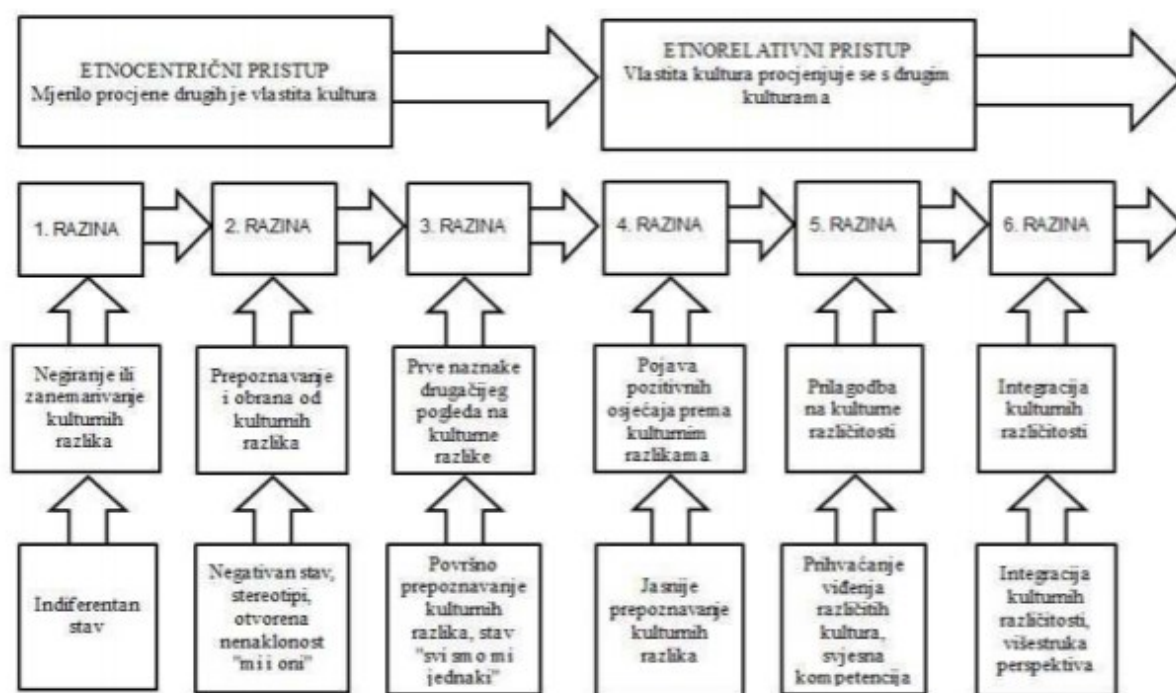 ETNOCENTRIČNI PRISTUP
Mjerilo procjene drugih je vlastita kultura
ETNORELATIVNI PRISTUP
Vlastita kultura procjenjuje se s drugim
kulturama
1. RAZINA
2. RAZINA
3. RAZINA
4. RAZINA
5. RAZINA
6. RAZINA
Negiranje ili
zanemarivanje
kulturnih
razlika
Prepoznavanje
i obrana od
kulturnih
razlika
Prve naznake
drugačijeg
pogleda na
kulturne
razlike
Pojava
pozitivnih
osjećaja prema
kulturnim
razlikama
Prilagodba
na kulturne
različitosti
Integracija
kulturnih
različitosti
Indiferentan
stav
Negativan stav,
stereotipi,
otvorena
nenaklonost
"mi i oni"
Površno
prepoznavanje
kulturnih
razlika, stav
"svi smo mi
jednaki"
Jasnije
prepoznavanje
kulturnih
razlika
Prihvaćanje
viđenja
različitih
kultura,
svjesna
kompetencija
Integracija
kulturnih
različitosti,
višestruka
perspektiva